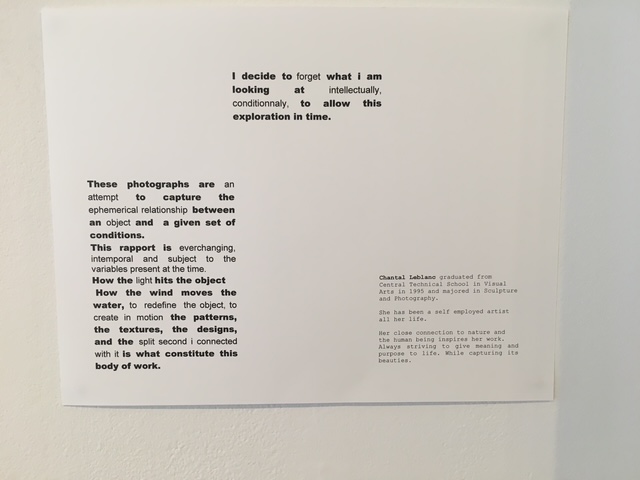 I decide to forget what i am
looking at intellectually,
conditionnaly, to allow this
exploration in time.
These photographs are an
attempt to capture the
ephemerical relationship between
an object and a given set of
conditions.
This rapport is everchanging,
intemporal and subject to the
variables present at the time.
How the light hits the object
How the wind moves the
water, to redefine the object, to
create in motion the patterns,
the textures, the designs,
and the split second i connected
with it is what constitute this
body of work.
Chantal Leblanc graduated from
Central Technical School in Visual
Arts in 1995 and majored in Sculpture
and Photography.
She has been a self employed artist
all her life.
Her close connection to nature and
the human being inspires her work.
Always striving to give meaning and
purpose to life. While capturing its
beauties.